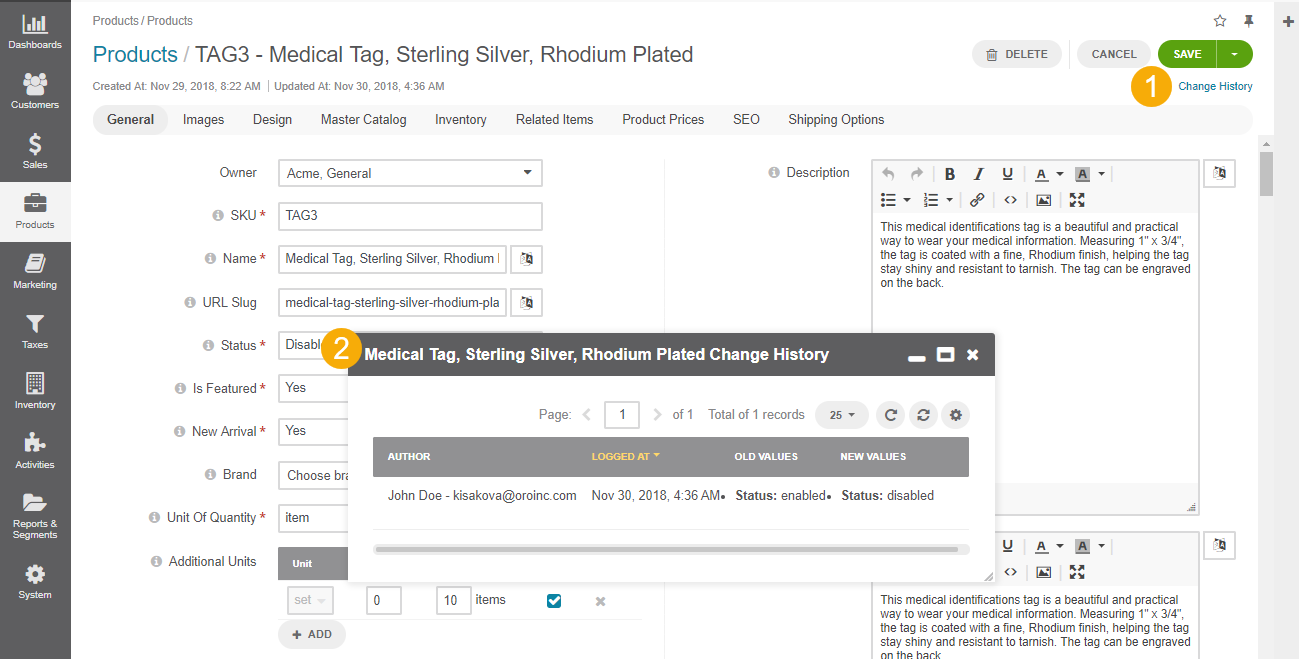 Products / Products
Products / TAG3 - Medical Tag, Sterling Silver, Rhodium Plated
DELETE
CANCEL
SAVE
Created At: Nov 29, 2018, 8:22 AM | Updated At: Nov 30, 2018, 4:36 AM
1
Change History
Dashboards
Customers
Sales
Products
Marketing
Taxes
Inventory
Activities
Reports &
Segments
System
General Images Design Master Catalog Inventory Related Items Product Prices SEO Shipping Options
Owner Acme, General
SKU * TAG3
Name * Medical Tag, Sterling Silver, Rhodium
URL Slug medical-tag-sterling-silver-rhodium-pla
Status * Disabl
Is Featured * Yes
New Arrival * Yes
Brand Choose bra
Unit Of Quantity * item
Additional Units Unit
set 0 10 items
+ ADD
Description
B I U A A
This medical identifications tag is a beautiful and practical
way to wear your medical information. Measuring 1" x 3/4",
the tag is coated with a fine, Rhodium finish, helping the tag
stay shiny and resistant to tarnish. The tag can be engraved
on the back.
2
Medical Tag, Sterling Silver, Rhodium Plated Change History
Page: 1 of 1 Total of 1 records 25
AUTHOR LOGGED AT OLD VALUES NEW VALUES
John Doe - kisakova@oroinc.com Nov 30, 2018, 4:36 AM • Status: enabled • Status: disabled
U A A
This medical identifications tag is a beautiful and practical
way to wear your medical information. Measuring 1" x 3/4",
the tag is coated with a fine, Rhodium finish, helping the tag
stay shiny and resistant to tarnish. The tag can be engraved
on the back.